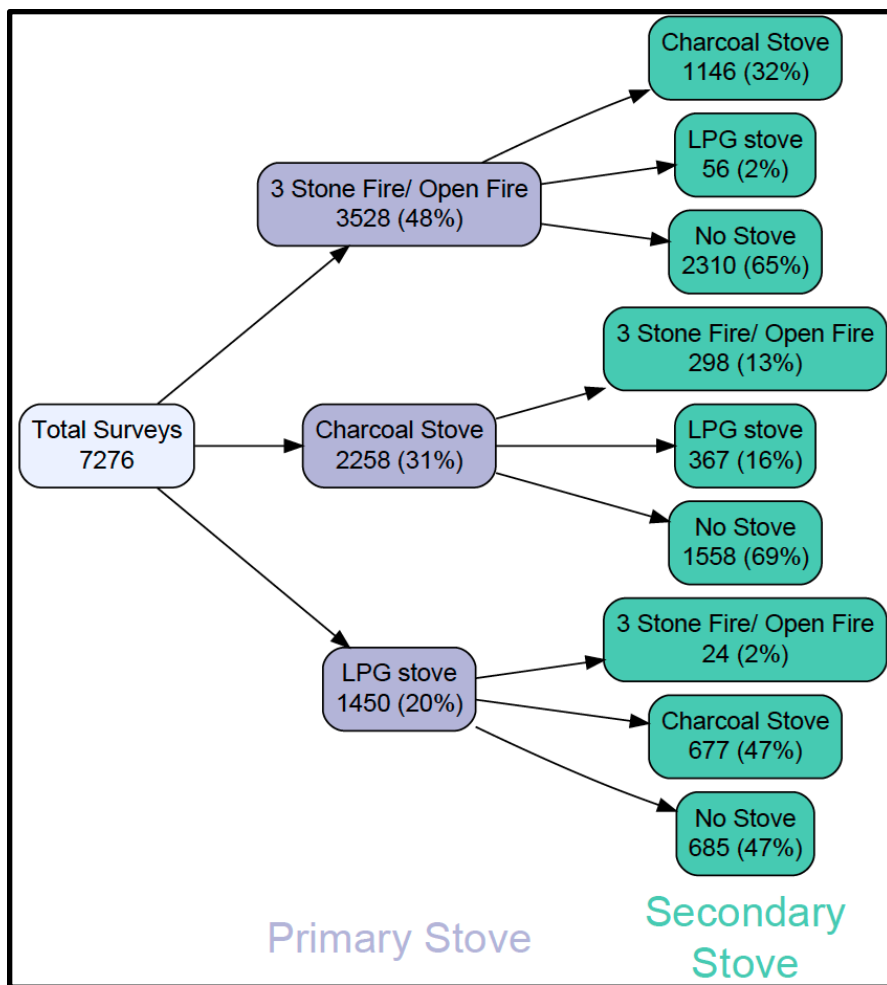 Charcoal Stove
1146 (32%)
LPG stove
56 (2%)
3 Stone Fire/ Open Fire
3528 (48%)
No Stove
2310 (65%)
3 Stone Fire/ Open Fire
298 (13%)
Total Surveys
7276
Charcoal Stove
2258 (31%)
LPG stove
367 (16%)
No Stove
1558 (69%)
3 Stone Fire/ Open Fire
24 (2%)
LPG stove
1450 (20%)
Charcoal Stove
677 (47%)
No Stove
685 (47%)
Primary Stove
Secondary
Stove